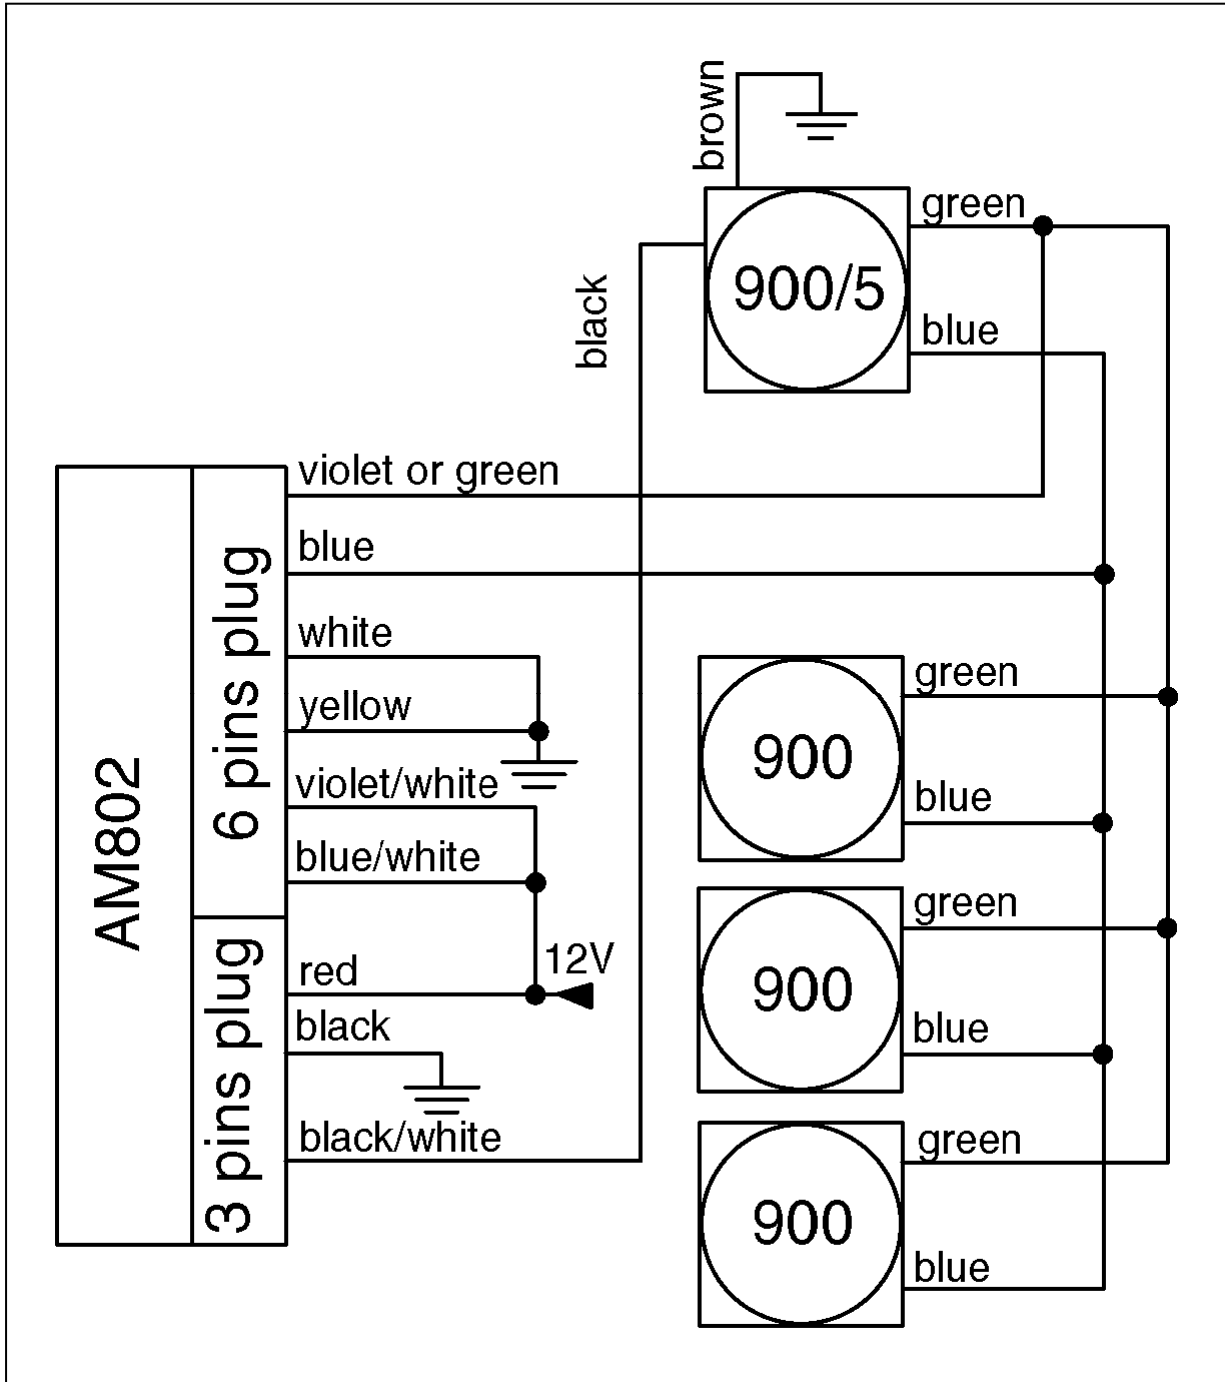 brown
green
900/5
black
blue
violet or green
blue
white
yellow
violet/white
blue/white
red
12V
black
black/white
AM802
6 pins plug
3 pins plug
green
900
blue
green
900
blue
green
900
blue